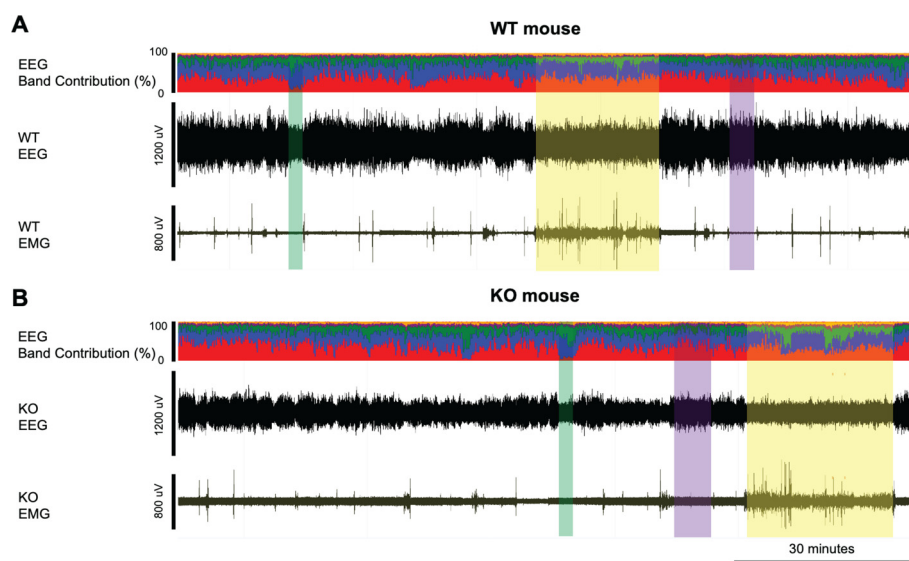 A
WT mouse
EEG
Band Contribution (%)
100
0
WT
EEG
1200 uV
WT
EMG
800 uV
B
KO mouse
EEG
Band Contribution (%)
100
0
KO
EEG
1200 uV
KO
EMG
800 uV
30 minutes